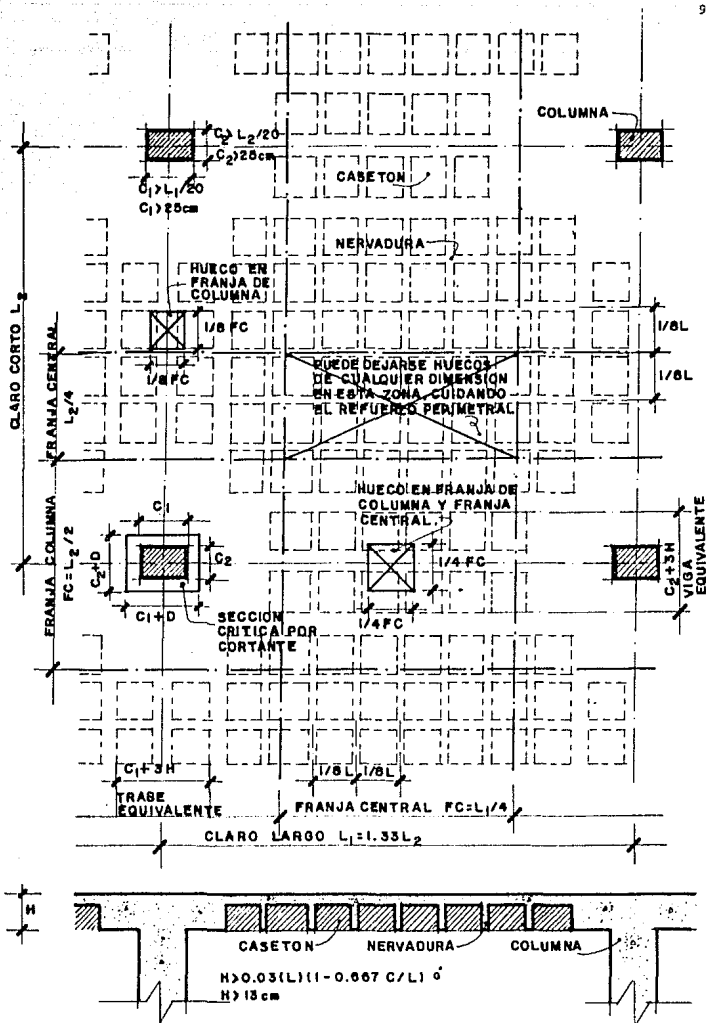 9
C₂>L₂/20
C₂>25cm
C₁>L₁/20
C₁>25cm
COLUMNA
CASETON
NERVADURA
HUECO EN
FRANJA DE
COLUMNA
1/8 FC
1/8 FC
1/8L
1/8L
PUEDE DEJARSE HUECOS
DE CUALQUIER DIMENSION
EN ESTA ZONA, CUIDANDO
EL REFUERZO PERIMETRAL
CLARO CORTO L₂
FRANJA CENTRAL
L₂/4
HUECO EN FRANJA DE
COLUMNA Y FRANJA
CENTRAL.
1/4 FC
1/4 FC
C₁
C₂
C₂+D
C₁+D
SECCION
CRITICA POR
CORTANTE
FRANJA COLUMNA
FC=L₂/2
C₂+3H
VIGA
EQUIVALENTE
C₁+3H
TRABE
EQUIVALENTE
1/8L 1/8L
FRANJA CENTRAL FC=L₁/4
CLARO LARGO L₁=1.33L₂
H
CASETON
NERVADURA
COLUMNA
H>0.03(L)(1-0.667 C/L) o´
H>13cm